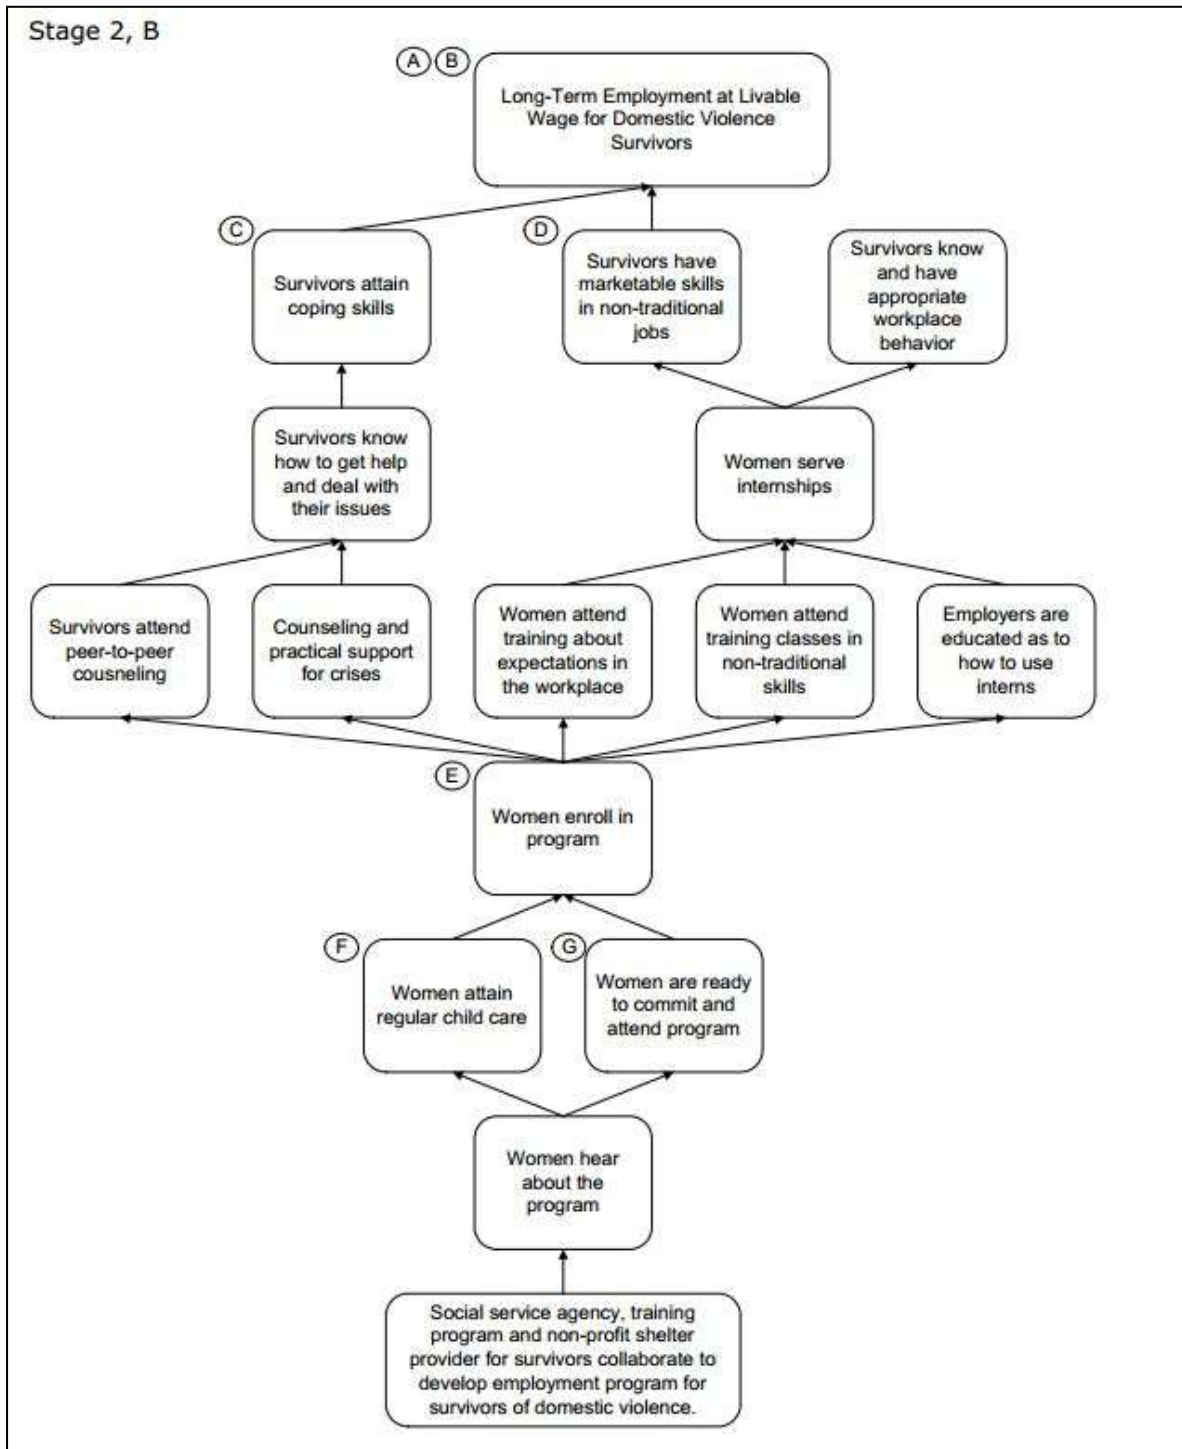 Stage 2, B
A B
Long-Term Employment at Livable
Wage for Domestic Violence
Survivors
C
Survivors attain
coping skills
D
Survivors have
marketable skills
in non-traditional
jobs
Survivors know
and have
appropriate
workplace
behavior
Survivors know
how to get help
and deal with
their issues
Women serve
internships
Survivors attend
peer-to-peer
cousneling
Counseling and
practical support
for crises
Women attend
training about
expectations in
the workplace
Women attend
training classes in
non-traditional
skills
Employers are
educated as to
how to use
interns
E
Women enroll in
program
F
Women attain
regular child care
G
Women are ready
to commit and
attend program
Women hear
about the
program
Social service agency, training
program and non-profit shelter
provider for survivors collaborate to
develop employment program for
survivors of domestic violence.